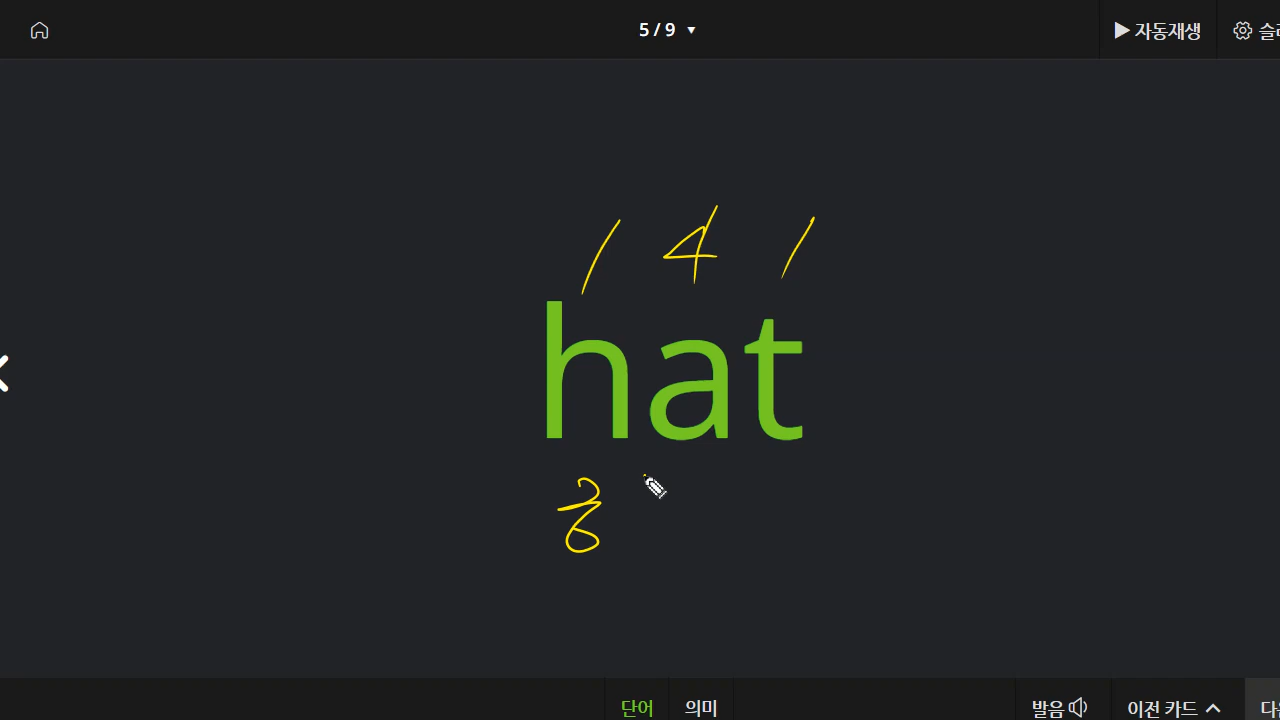 5 / 9 ▼
▶ 자동재생
1 4 1
hat
단어 의미
발음 이전 카드